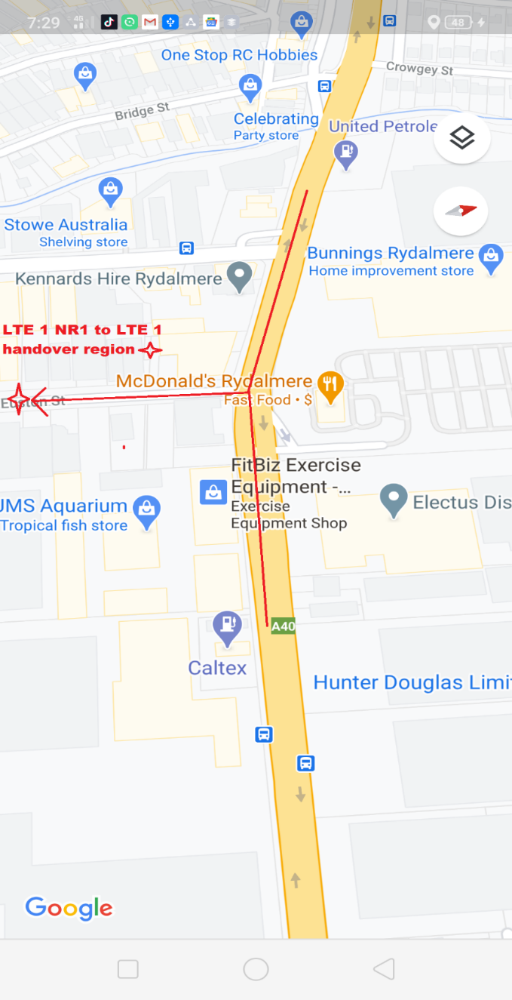 7:29 4G 48
One Stop RC Hobbies
Crowgey St
Bridge St
Celebrating
Party store
United Petrole
Stowe Australia
Shelving store
Bunnings Rydalmere
Home improvement store
Kennards Hire Rydalmere
LTE 1 NR1 to LTE 1
handover region
McDonald's Rydalmere
Fast Food • $
Euston St
FitBiz Exercise
Equipment -...
Exercise
Equipment Shop
JMS Aquarium
Tropical fish store
Electus Dis
A40
Caltex
Hunter Douglas Limi
Google